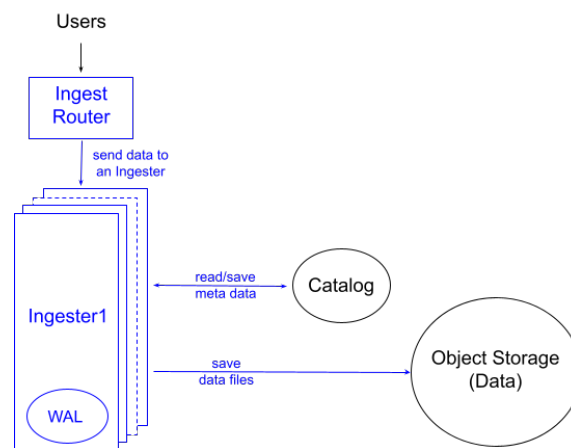 Users
Ingest
Router
send data to
an Ingester
read/save
meta data
Catalog
Ingester1
save
data files
Object Storage
(Data)
WAL